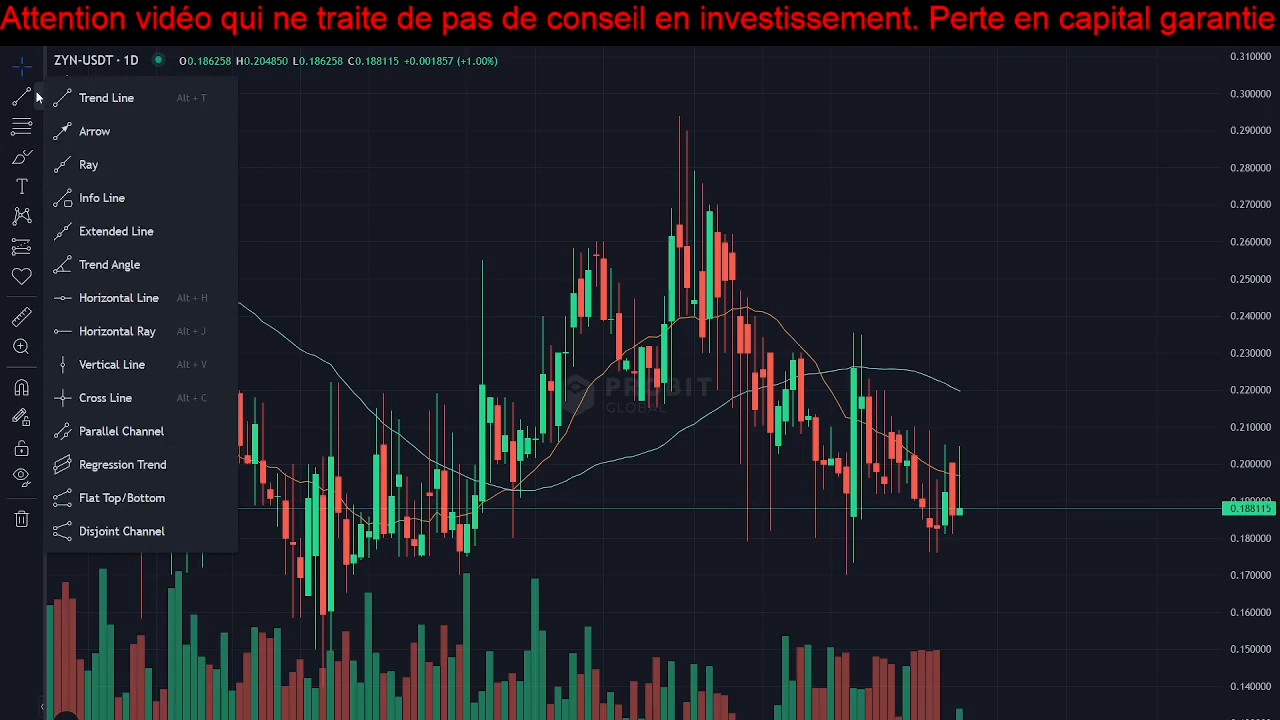 Attention vidéo qui ne traite de pas de conseil en investissement. Perte en capital garantie
ZYN-USDT · 1D O0.186258 H0.204850 L0.186258 C0.188115 +0.001857 (+1.00%)
Trend Line Alt + T
Arrow
Ray
Info Line
Extended Line
Trend Angle
Horizontal Line Alt + H
Horizontal Ray Alt + J
Vertical Line Alt + V
Cross Line Alt + C
Parallel Channel
Regression Trend
Flat Top/Bottom
Disjoint Channel
PROBIT
GLOBAL
0.310000
0.300000
0.290000
0.280000
0.270000
0.260000
0.250000
0.240000
0.230000
0.220000
0.210000
0.200000
0.188115
0.180000
0.170000
0.160000
0.150000
0.140000